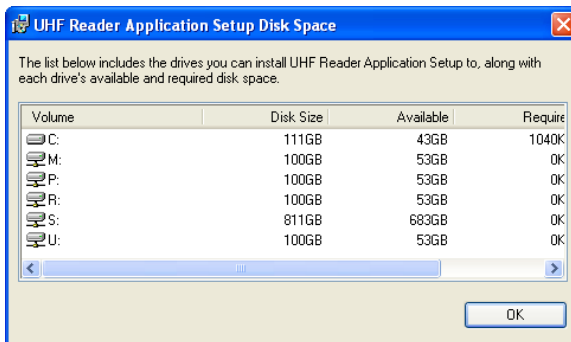 UHF Reader Application Setup Disk Space
The list below includes the drives you can install UHF Reader Application Setup to, along with
each drive's available and required disk space.
Volume Disk Size Available Require
C: 111GB 43GB 1040K
M: 100GB 53GB 0K
P: 100GB 53GB 0K
R: 100GB 53GB 0K
S: 811GB 683GB 0K
U: 100GB 53GB 0K
OK